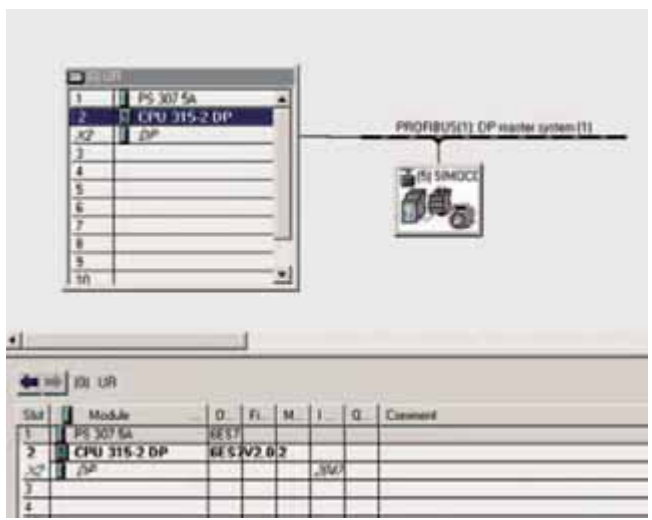 (0) UR
1 PS 307 5A
2 CPU 315-2 DP
X2 DP
3
4
5
6
7
8
9
10
PROFIBUS(1): DP master system (1)
(5) SIMOCO
(0) UR
Slot Module ... O... Fi... M... I... Q... Comment
1 PS 307 5A 6ES7
2 CPU 315-2 DP 6ES7 V2.0 2
X2 DP
3
4